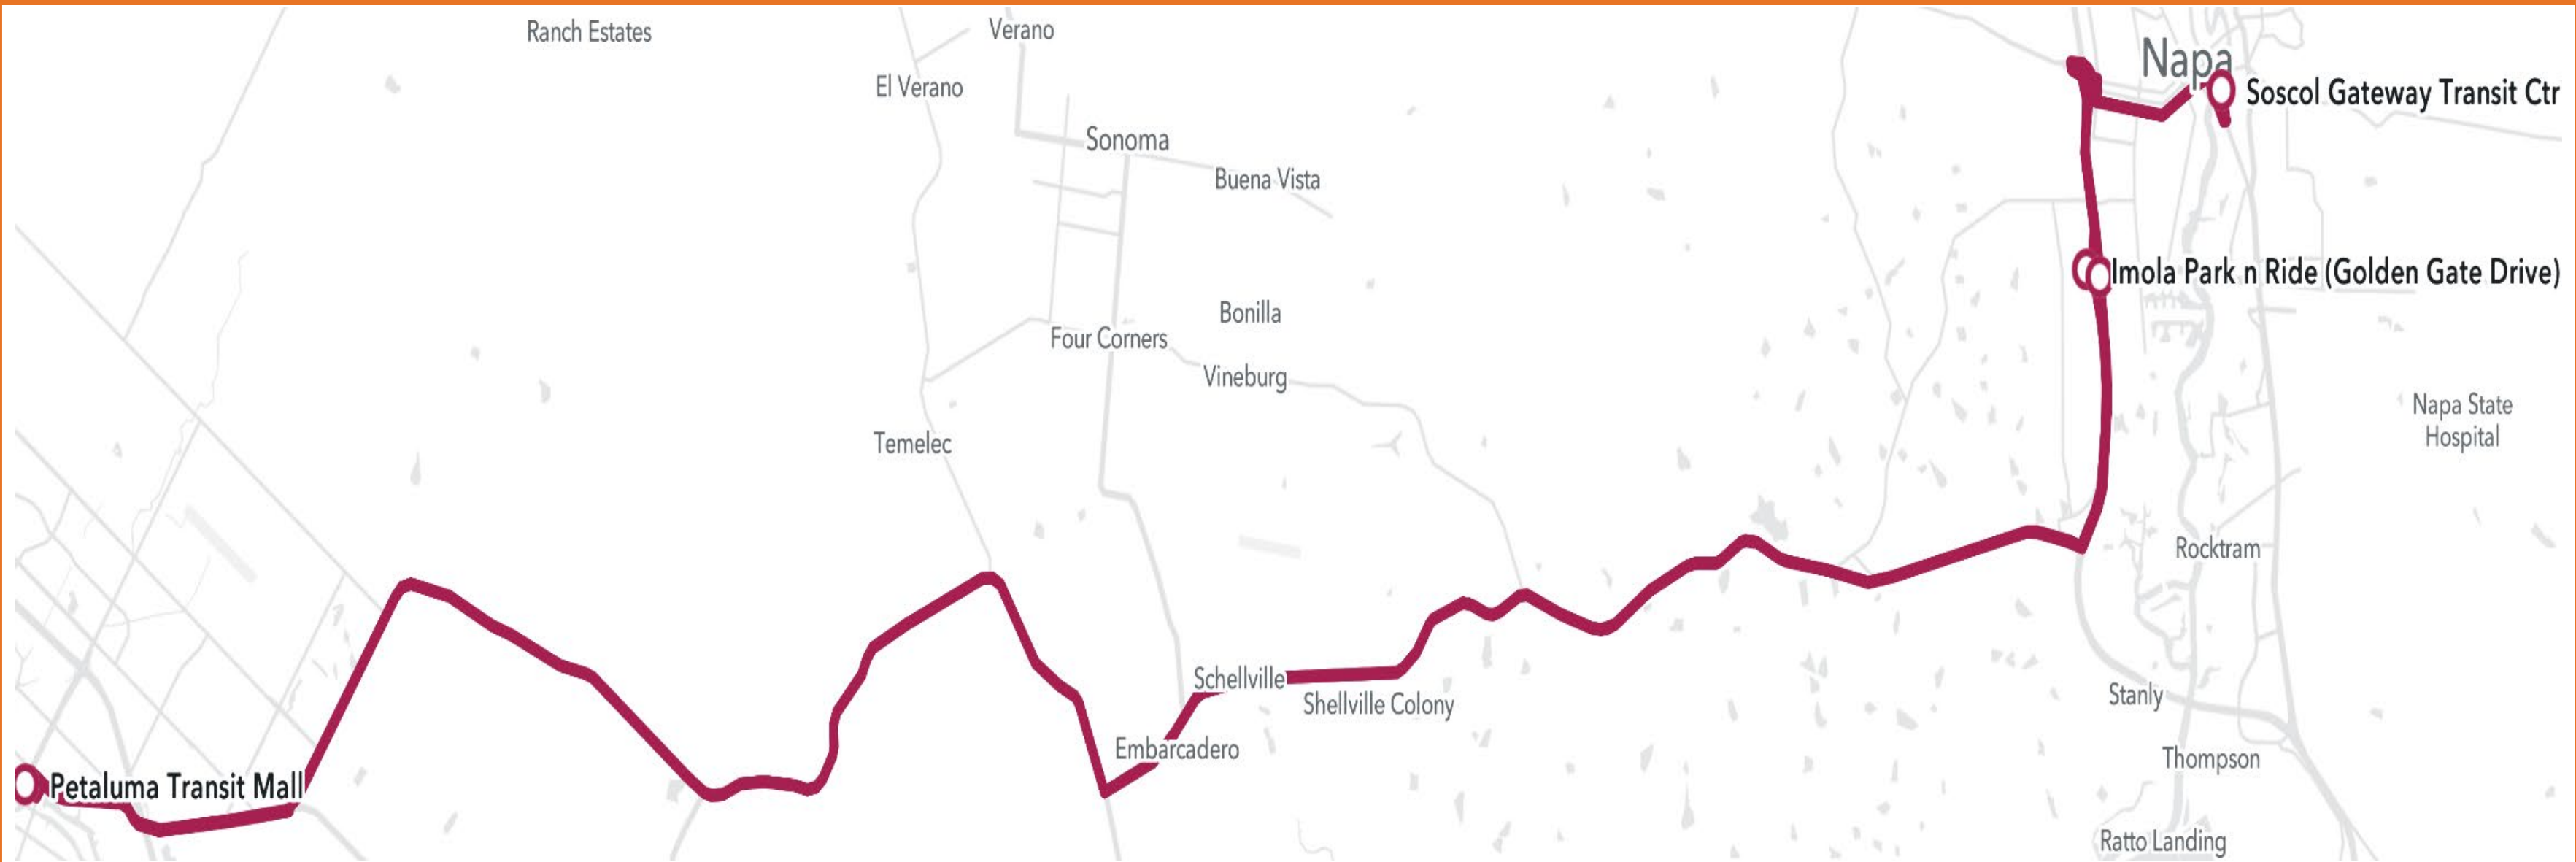 Ranch Estates
Verano
El Verano
Napa
Soscol Gateway Transit Ctr
Sonoma
Buena Vista
Imola Park n Ride (Golden Gate Drive)
Bonilla
Four Corners
Vineburg
Napa State
Hospital
Temelec
Rocktram
Schellville
Shellville Colony
Stanly
Embarcadero
Thompson
Petaluma Transit Mall
Ratto Landing